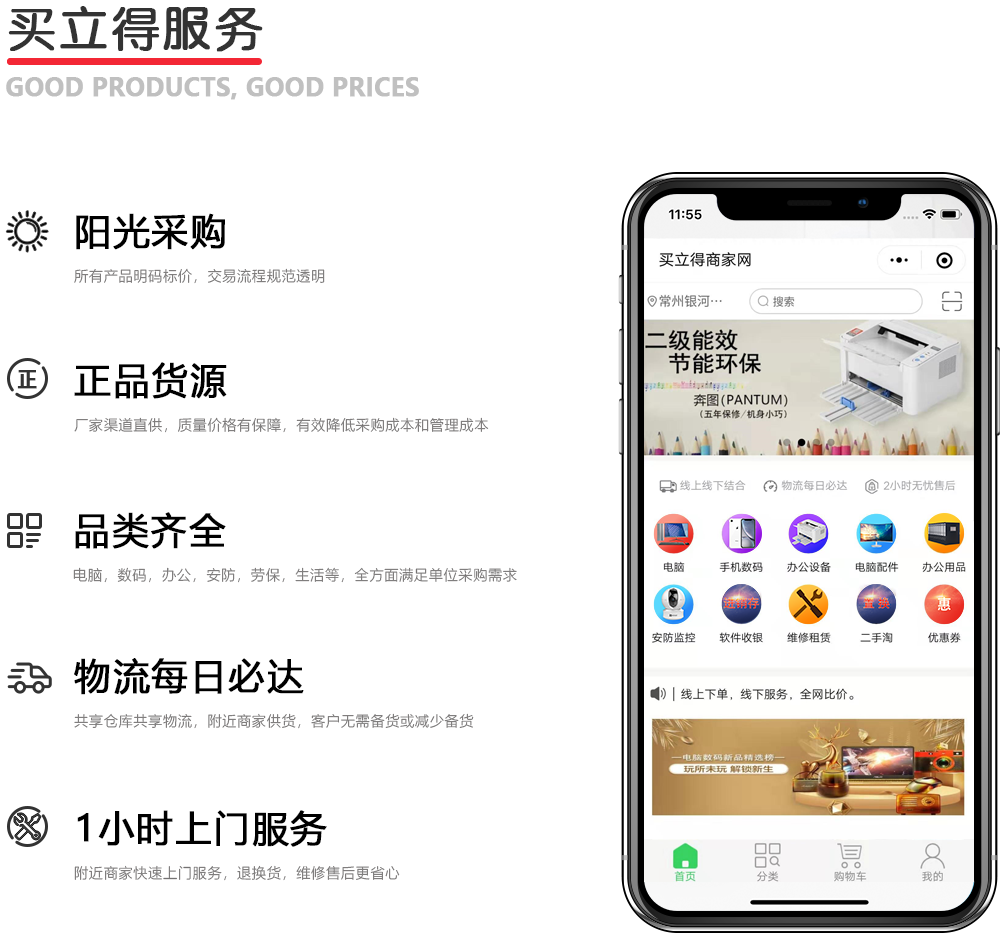 买立得服务
GOOD PRODUCTS, GOOD PRICES
阳光采购
所有产品明码标价，交易流程规范透明
正
正品货源
厂家渠道直供，质量价格有保障，有效降低采购成本和管理成本
品类齐全
电脑，数码，办公，安防，劳保，生活等，全方面满足单位采购需求
物流每日必达
共享仓库共享物流，附近商家供货，客户无需备货或减少备货
1小时上门服务
附近商家快速上门服务，退换货，维修售后更省心
11:55
买立得商家网
常州银河···
搜索
二级能效
节能环保
奔图(PANTUM)
（五年保修/机身小巧）
线上线下结合 物流每日必达 2小时无忧售后
电脑 手机数码 办公设备 电脑配件 办公用品
进销存 金蝶 惠
安防监控 软件收银 维修租赁 二手淘 优惠券
线上下单，线下服务，全网比价。
—电脑数码新品精选榜—
玩所未玩 解锁新生
首页 分类 购物车 我的